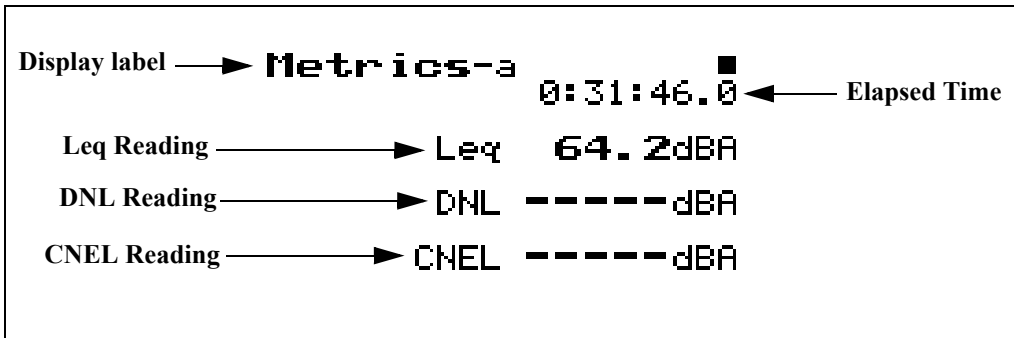 Display label Metrics-a
0:31:46.0 Elapsed Time
Leq Reading Leq 64.2dBA
DNL Reading DNL -----dBA
CNEL Reading CNEL -----dBA